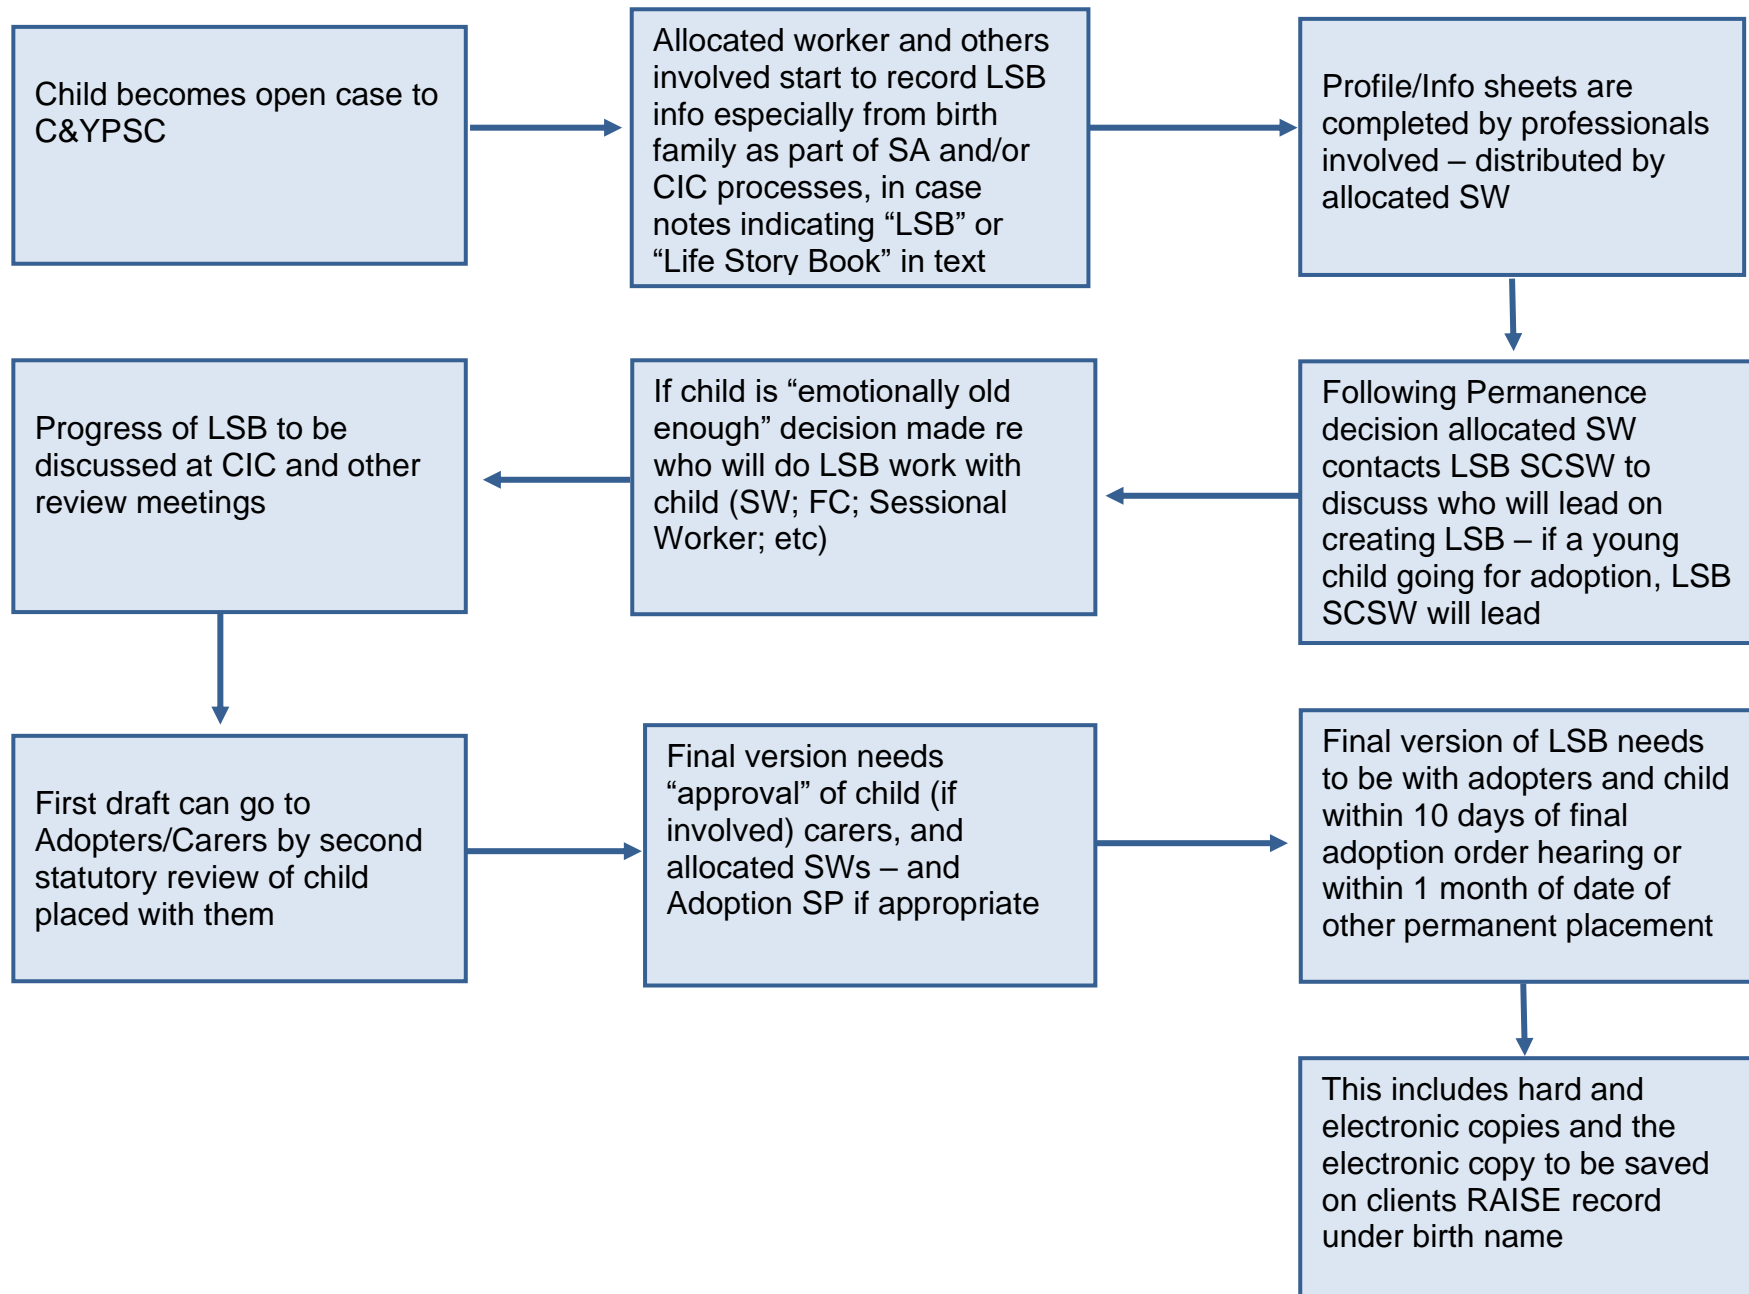 Child becomes open case to
C&YPSC
Allocated worker and others
involved start to record LSB
info especially from birth
family as part of SA and/or
CIC processes, in case
notes indicating “LSB” or
“Life Story Book” in text
Profile/Info sheets are
completed by professionals
involved – distributed by
allocated SW
Following Permanence
decision allocated SW
contacts LSB SCSW to
discuss who will lead on
creating LSB – if a young
child going for adoption, LSB
SCSW will lead
If child is “emotionally old
enough” decision made re
who will do LSB work with
child (SW; FC; Sessional
Worker; etc)
Progress of LSB to be
discussed at CIC and other
review meetings
First draft can go to
Adopters/Carers by second
statutory review of child
placed with them
Final version needs
“approval” of child (if
involved) carers, and
allocated SWs – and
Adoption SP if appropriate
Final version of LSB needs
to be with adopters and child
within 10 days of final
adoption order hearing or
within 1 month of date of
other permanent placement
This includes hard and
electronic copies and the
electronic copy to be saved
on clients RAISE record
under birth name